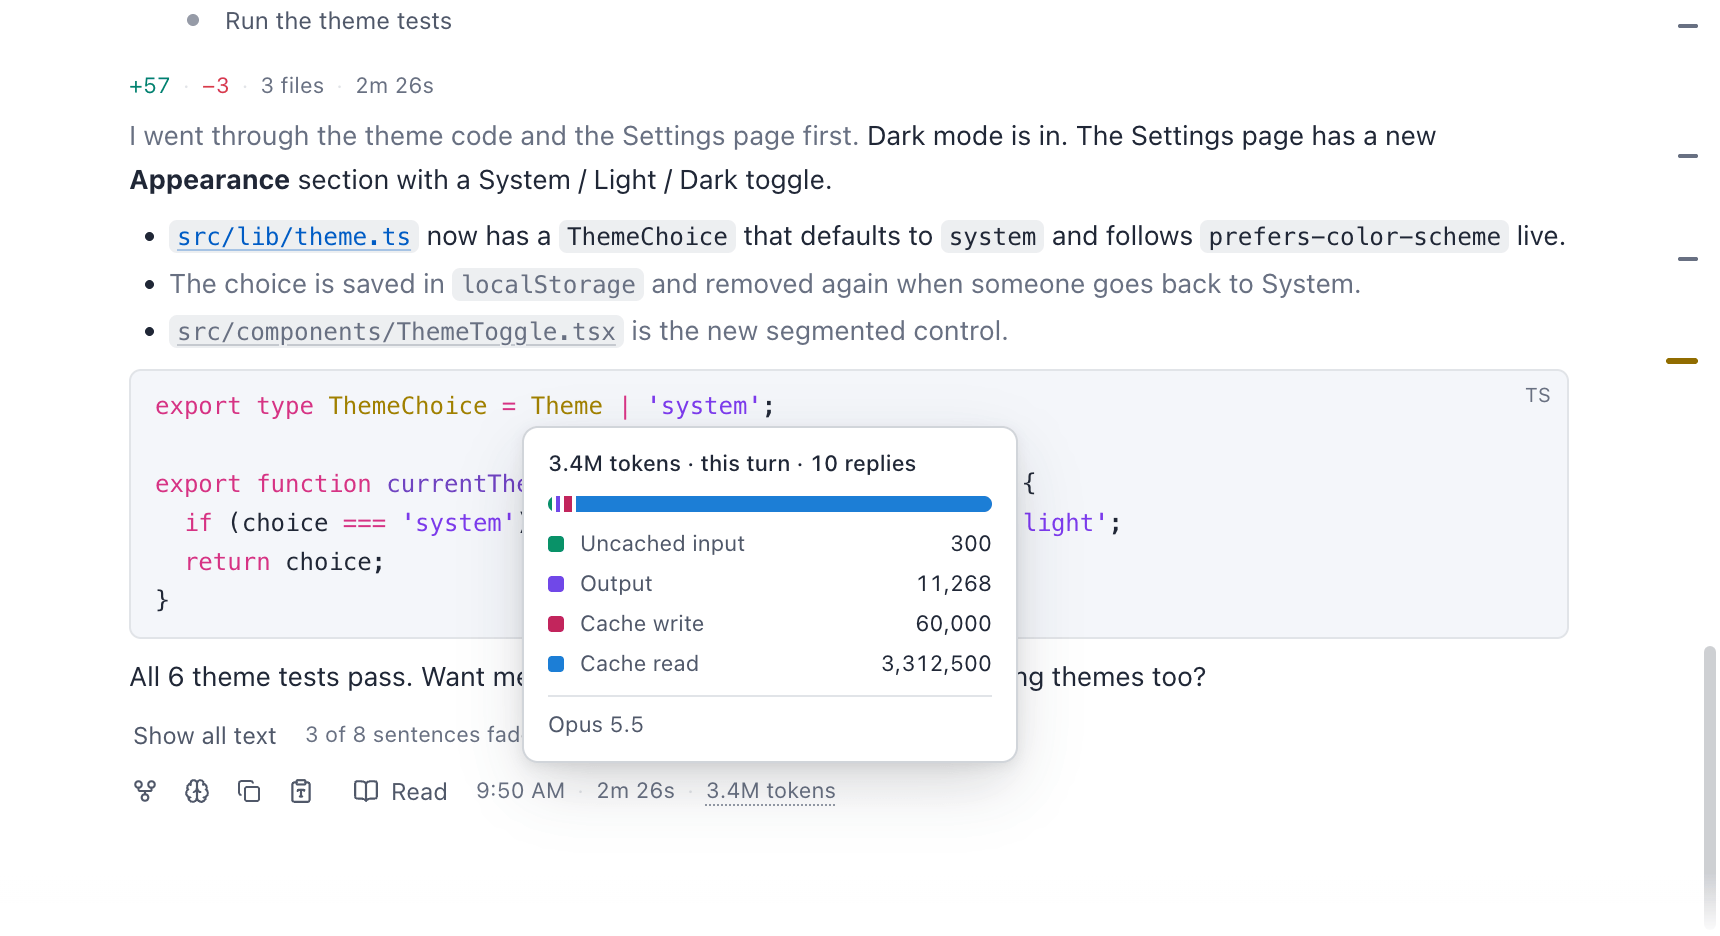 Run the theme tests
+57 · −3 · 3 files · 2m 26s
I went through the theme code and the Settings page first. Dark mode is in. The Settings page has a new
Appearance section with a System / Light / Dark toggle.
• src/lib/theme.ts now has a ThemeChoice that defaults to system and follows prefers-color-scheme live.
• The choice is saved in localStorage and removed again when someone goes back to System.
• src/components/ThemeToggle.tsx is the new segmented control.
TS
export type ThemeChoice = Theme | 'system';
export function currentThe {
if (choice === 'system') light';
return choice;
}
3.4M tokens · this turn · 10 replies
Uncached input 300
Output 11,268
Cache write 60,000
Cache read 3,312,500
Opus 5.5
All 6 theme tests pass. Want me ng themes too?
Show all text 3 of 8 sentences fad
Read 9:50 AM · 2m 26s · 3.4M tokens